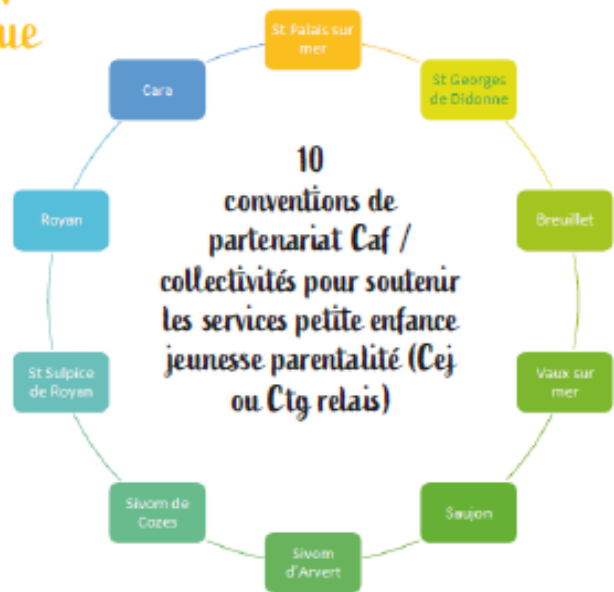 ue
St Palais sur
mer
St Georges
de Didonne
Breuillet
Vaux sur
mer
Saujon
Sivom
d'Arvert
Sivom de
Cozes
St Sulpice
de Royan
Royan
Cara
10
conventions de
partenariat Caf /
collectivités pour soutenir
les services petite enfance
jeunesse parentalité (Cej
ou Ctg relais)